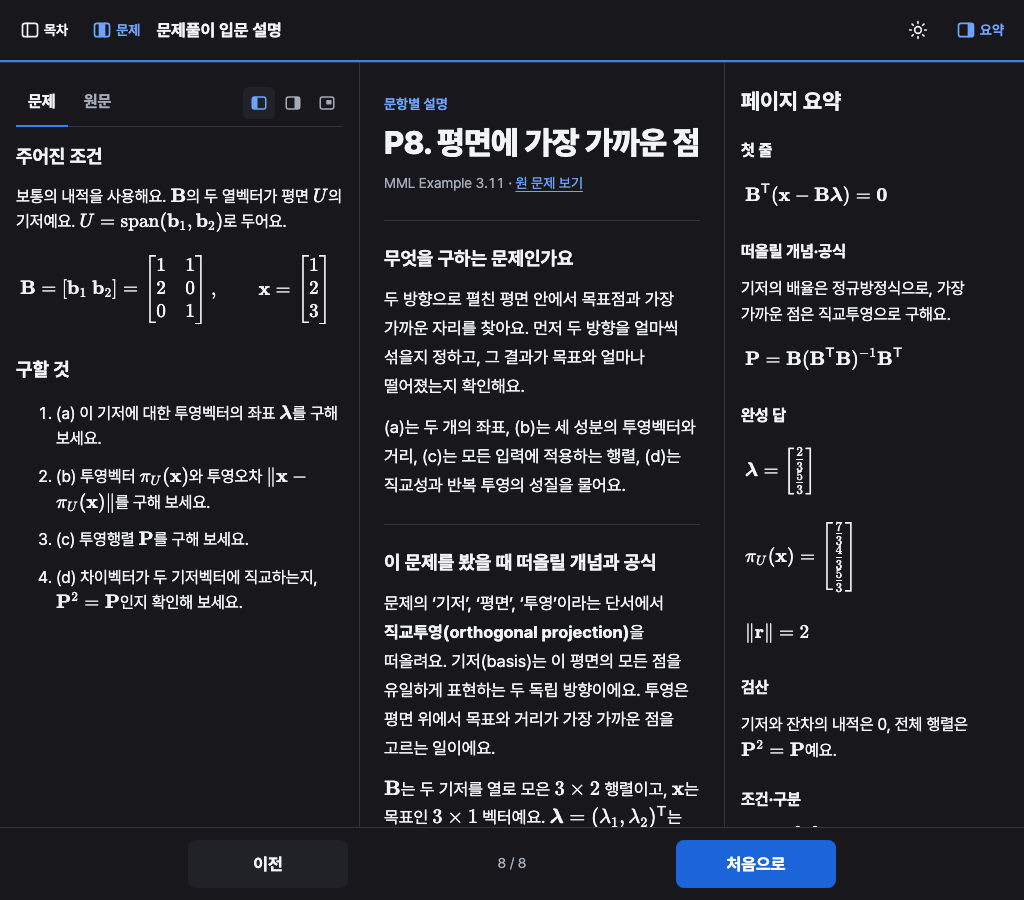 목차 문제 문제풀이 입문 설명 요약
문제 원문
주어진 조건
보통의 내적을 사용해요. B의 두 열벡터가 평면 U의
기저예요. U = span(b₁, b₂)로 두어요.
B = [b₁ b₂] = [1 1; 2 0; 0 1], x = [1; 2; 3]
구할 것
1. (a) 이 기저에 대한 투영벡터의 좌표 λ를 구해
보세요.
2. (b) 투영벡터 π_U(x)와 투영오차 ‖x −
π_U(x)‖를 구해 보세요.
3. (c) 투영행렬 P를 구해 보세요.
4. (d) 차이벡터가 두 기저벡터에 직교하는지,
P² = P인지 확인해 보세요.
문항별 설명
P8. 평면에 가장 가까운 점
MML Example 3.11 · 원 문제 보기
무엇을 구하는 문제인가요
두 방향으로 펼친 평면 안에서 목표점과 가장
가까운 자리를 찾아요. 먼저 두 방향을 얼마씩
섞을지 정하고, 그 결과가 목표와 얼마나
떨어졌는지 확인해요.
(a)는 두 개의 좌표, (b)는 세 성분의 투영벡터와
거리, (c)는 모든 입력에 적용하는 행렬, (d)는
직교성과 반복 투영의 성질을 물어요.
이 문제를 봤을 때 떠올릴 개념과 공식
문제의 ‘기저’, ‘평면’, ‘투영’이라는 단서에서
직교투영(orthogonal projection)을
떠올려요. 기저(basis)는 이 평면의 모든 점을
유일하게 표현하는 두 독립 방향이에요. 투영은
평면 위에서 목표와 거리가 가장 가까운 점을
고르는 일이에요.
B는 두 기저를 열로 모은 3 × 2 행렬이고, x는
목표인 3 × 1 벡터예요. λ = (λ₁, λ₂)ᵀ는
페이지 요약
첫 줄
Bᵀ(x − Bλ) = 0
떠올릴 개념·공식
기저의 배율은 정규방정식으로, 가장
가까운 점은 직교투영으로 구해요.
P = B(BᵀB)⁻¹Bᵀ
완성 답
λ = [2/3; 5/3]
π_U(x) = [7/3; 4/3; 5/3]
‖r‖ = 2
검산
기저와 잔차의 내적은 0, 전체 행렬은
P² = P예요.
조건·구분
이전 8 / 8 처음으로